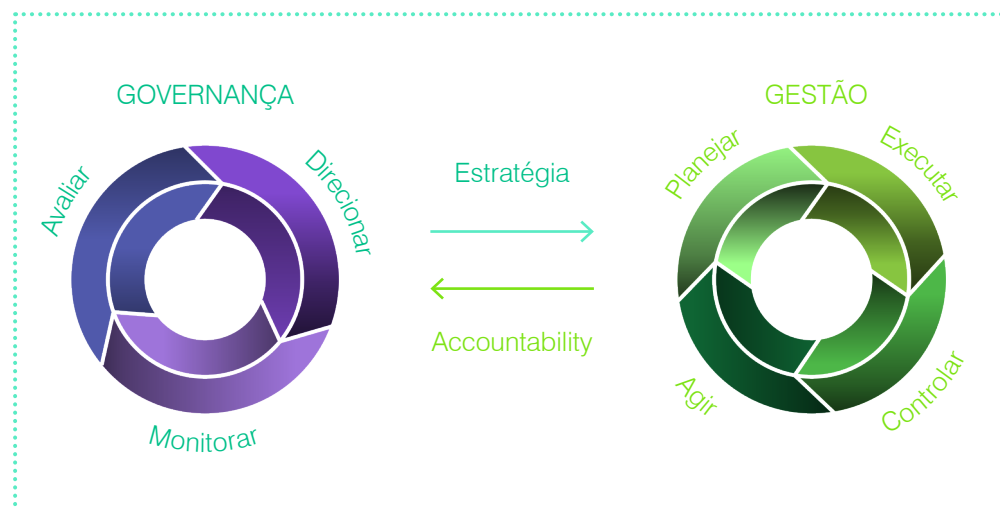 GOVERNANÇA
Avaliar
Direcionar
Monitorar
Estratégia
Accountability
GESTÃO
Planejar
Executar
Controlar
Agir